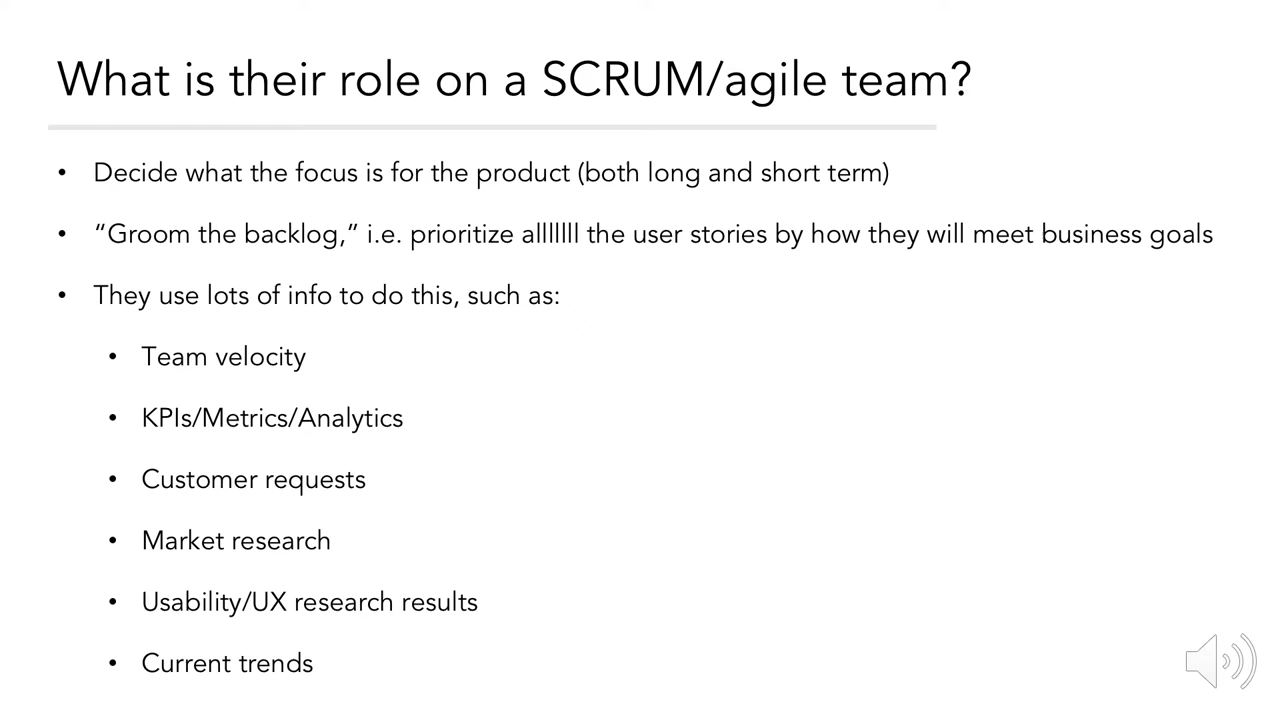 What is their role on a SCRUM/agile team?
• Decide what the focus is for the product (both long and short term)
• “Groom the backlog,” i.e. prioritize alllllll the user stories by how they will meet business goals
• They use lots of info to do this, such as:
• Team velocity
• KPIs/Metrics/Analytics
• Customer requests
• Market research
• Usability/UX research results
• Current trends